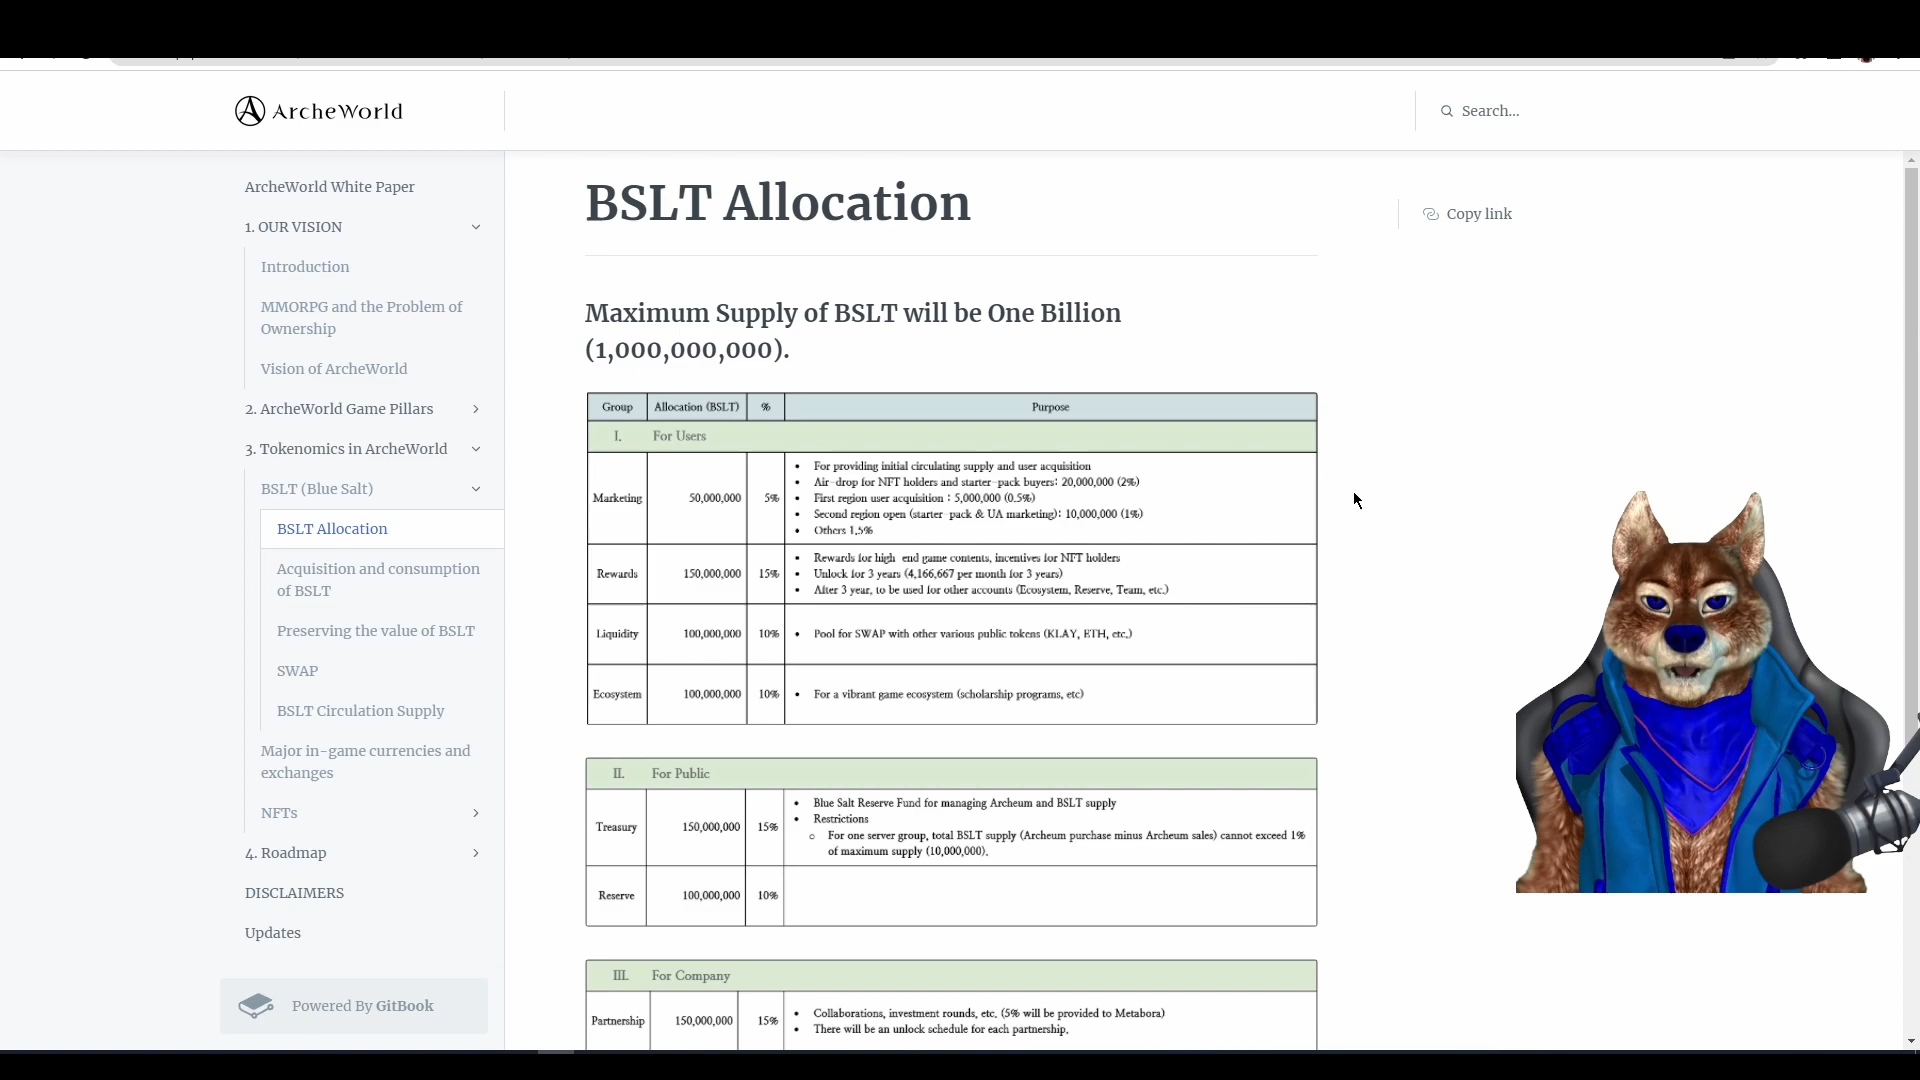 ArcheWorld
Search...
ArcheWorld White Paper
1. OUR VISION
Introduction
MMORPG and the Problem of
Ownership
Vision of ArcheWorld
2. ArcheWorld Game Pillars
3. Tokenomics in ArcheWorld
BSLT (Blue Salt)
BSLT Allocation
Acquisition and consumption
of BSLT
Preserving the value of BSLT
SWAP
BSLT Circulation Supply
Major in-game currencies and
exchanges
NFTs
4. Roadmap
DISCLAIMERS
Updates
Powered By GitBook
BSLT Allocation
Copy link
Maximum Supply of BSLT will be One Billion
(1,000,000,000).
Group Allocation (BSLT) % Purpose
I. For Users
Marketing 50,000,000 5%
• For providing initial circulating supply and user acquisition
• Air-drop for NFT holders and starter-pack buyers: 20,000,000 (2%)
• First region user acquisition : 5,000,000 (0.5%)
• Second region open (starter-pack & UA marketing): 10,000,000 (1%)
• Others 1.5%
Rewards 150,000,000 15%
• Rewards for high end game contents, incentives for NFT holders
• Unlock for 3 years (4,166,667 per month for 3 years)
• After 3 year, to be used for other accounts (Ecosystem, Reserve, Team, etc.)
Liquidity 100,000,000 10% • Pool for SWAP with other various public tokens (KLAY, ETH, etc.)
Ecosystem 100,000,000 10% • For a vibrant game ecosystem (scholarship programs, etc)
II. For Public
Treasury 150,000,000 15%
• Blue Salt Reserve Fund for managing Archeum and BSLT supply
• Restrictions
o For one server group, total BSLT supply (Archeum purchase minus Archeum sales) cannot exceed 1%
of maximum supply (10,000,000).
Reserve 100,000,000 10%
III. For Company
Partnership 150,000,000 15%
• Collaborations, investment rounds, etc. (5% will be provided to Metabora)
• There will be an unlock schedule for each partnership.